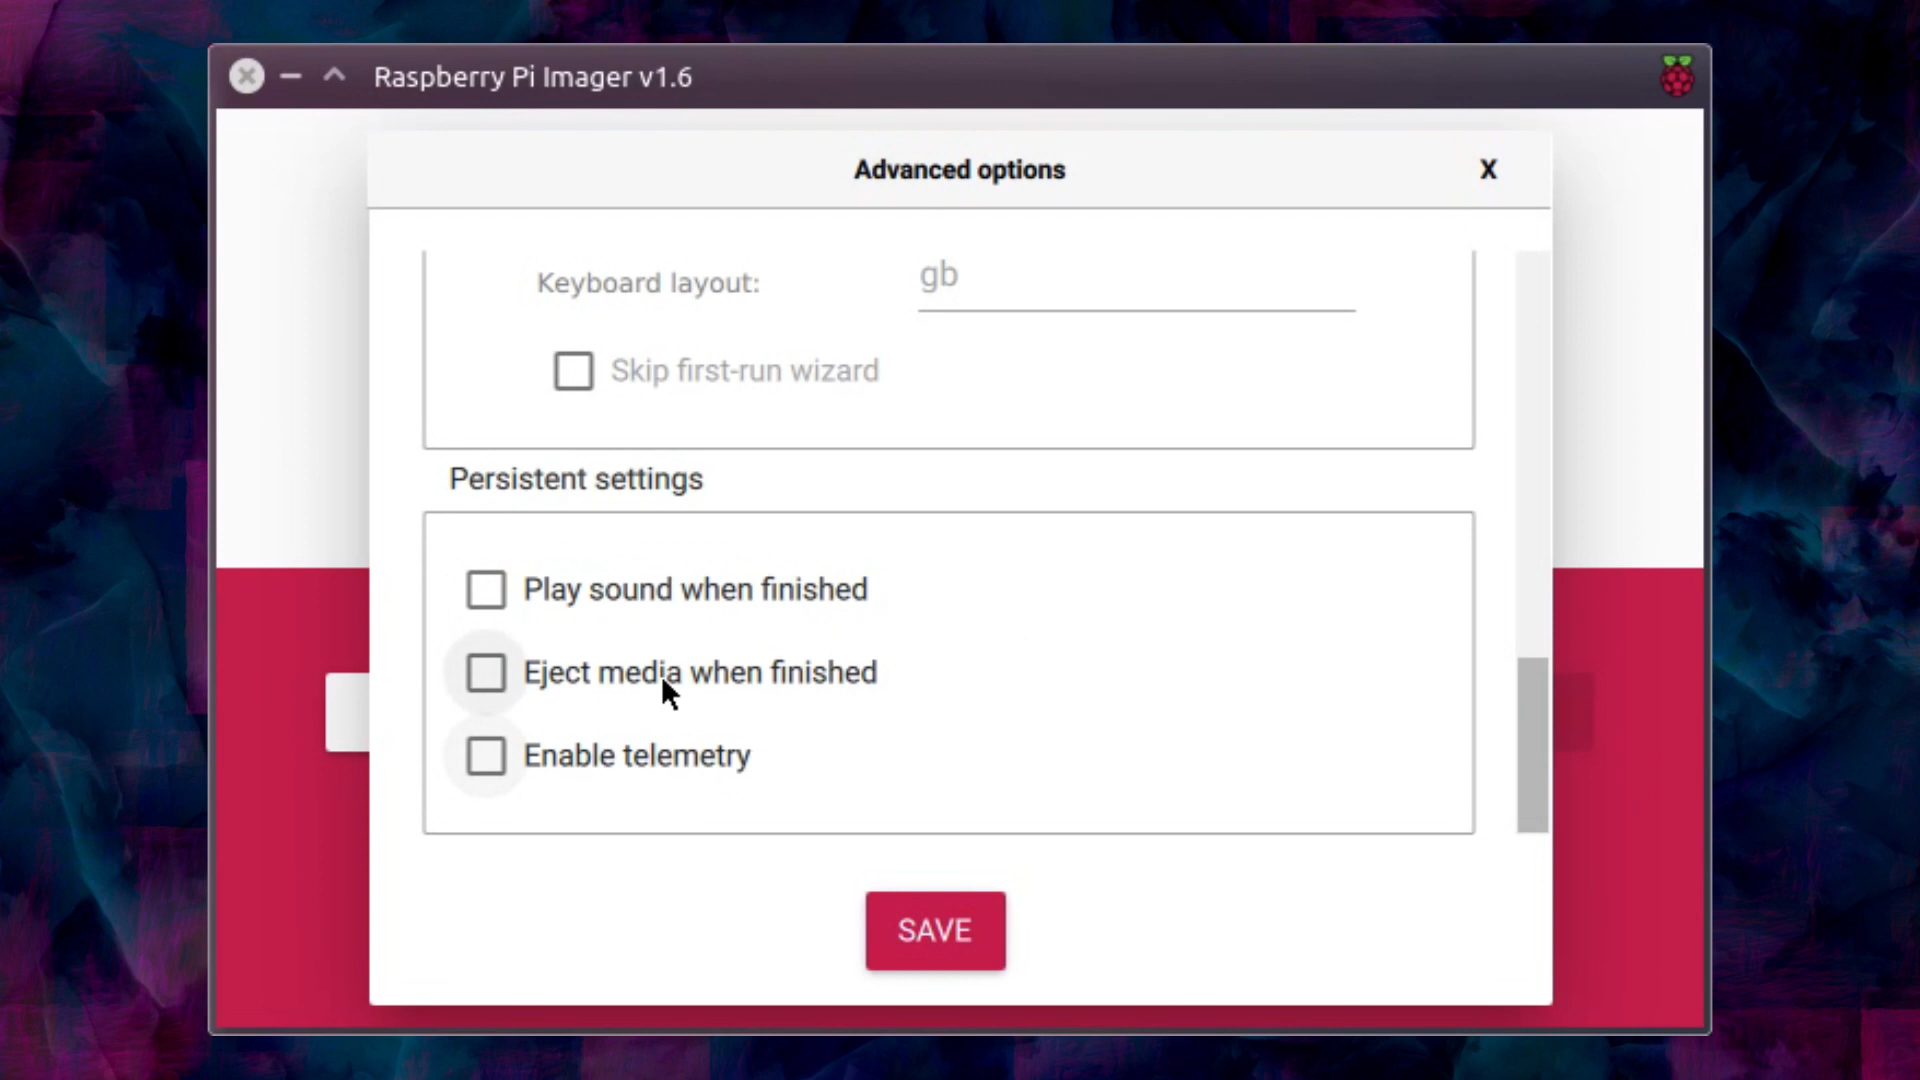 Raspberry Pi Imager v1.6
Advanced options X
Keyboard layout: gb
Skip first-run wizard
Persistent settings
Play sound when finished
Eject media when finished
Enable telemetry
SAVE